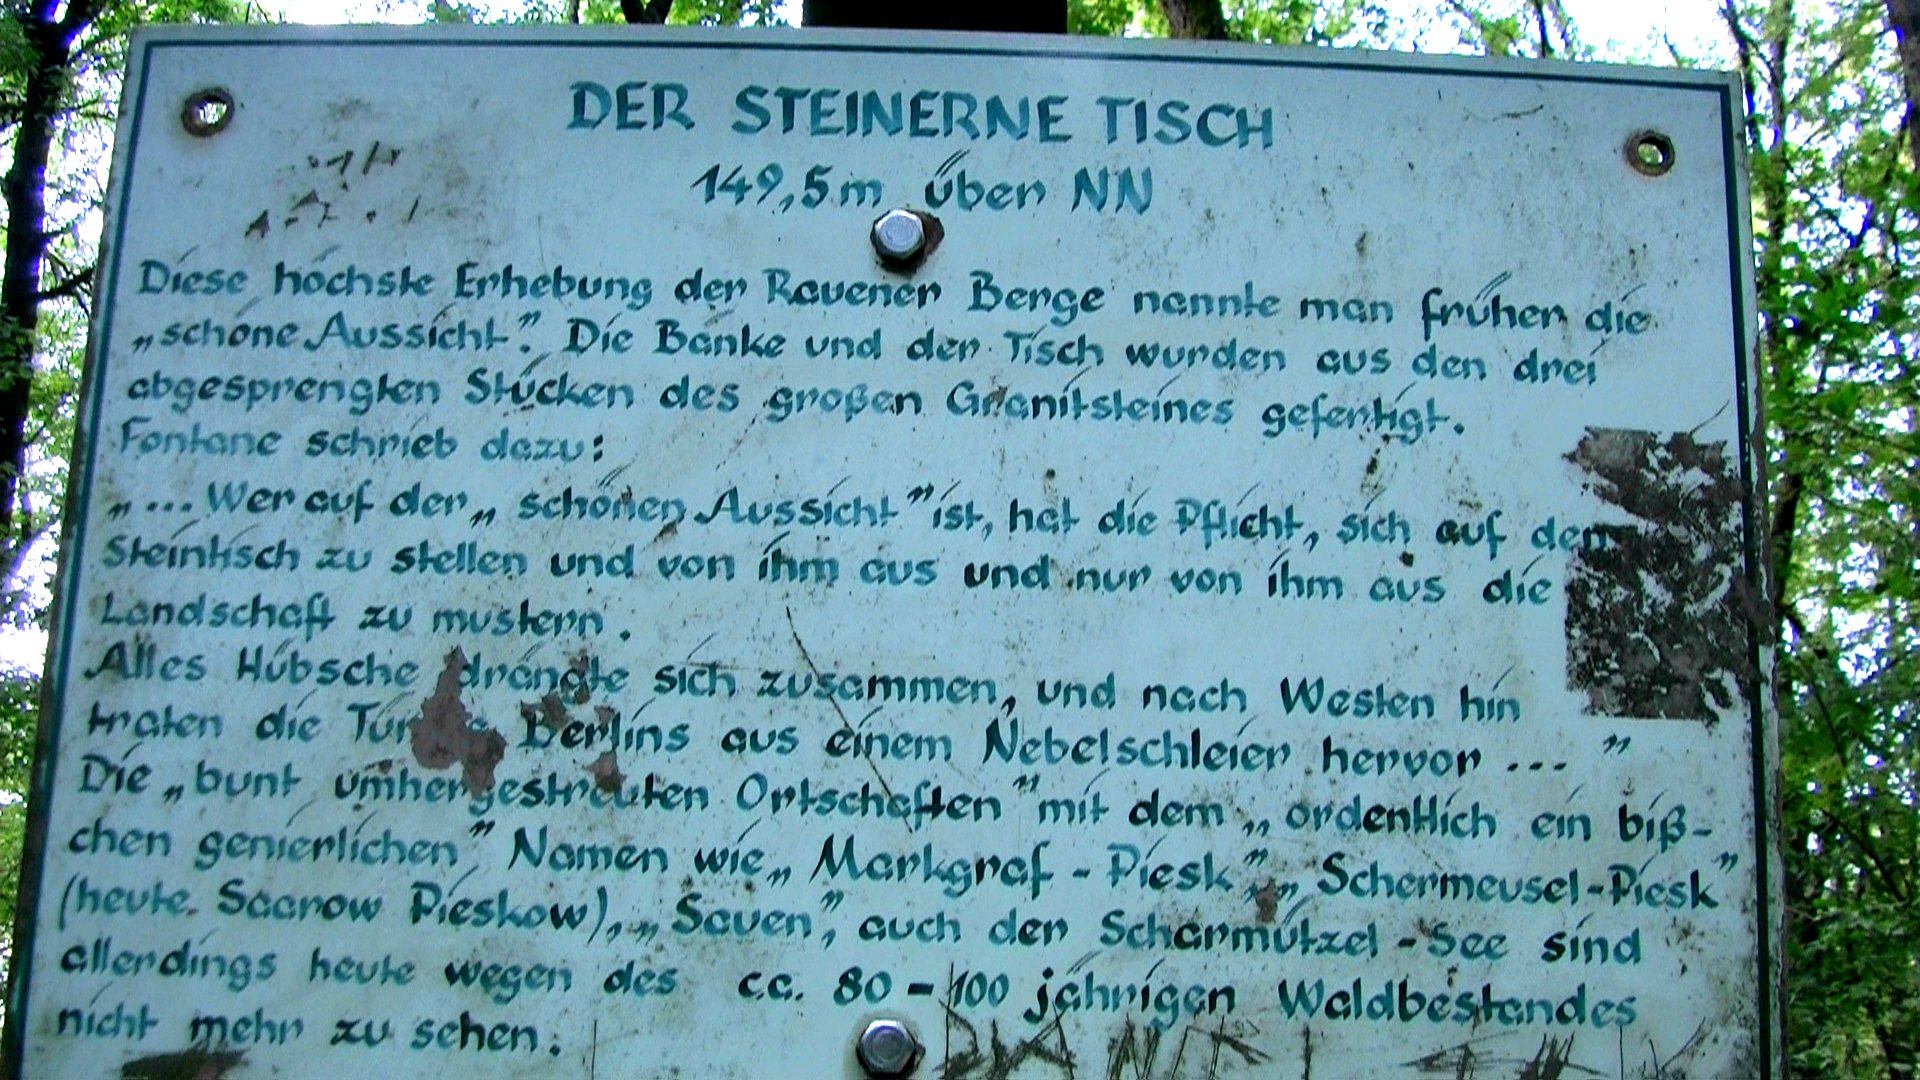 DER STEINERNE TISCH
149,5 m über NN
Diese höchste Erhebung der Rauener Berge nannte man früher die
„schöne Aussicht". Die Bänke und der Tisch wurden aus den drei
abgesprengten Stücken des großen Granitsteines gefertigt.
Fontane schrieb dazu:
„... Wer auf der „schönen Aussicht" ist, hat die Pflicht, sich auf den
Steintisch zu stellen und von ihm aus und nur von ihm aus die
Landschaft zu mustern.
Alles Hübsche drängte sich zusammen, und nach Westen hin
traten die Berlins aus einem Nebelschleier hervor ... "
Die „bunt umhergestreuten Ortschaften" mit dem „ordentlich ein biß-
chen genierlichen" Namen wie „Markgraf - Piesk", „Schermeusel-Piesk"
(heute Saarow Pieskow), „Sauen", auch der Scharmützel - See sind
allerdings heute wegen des c.c. 80 - 100 jährigen Waldbestandes
nicht mehr zu sehen.